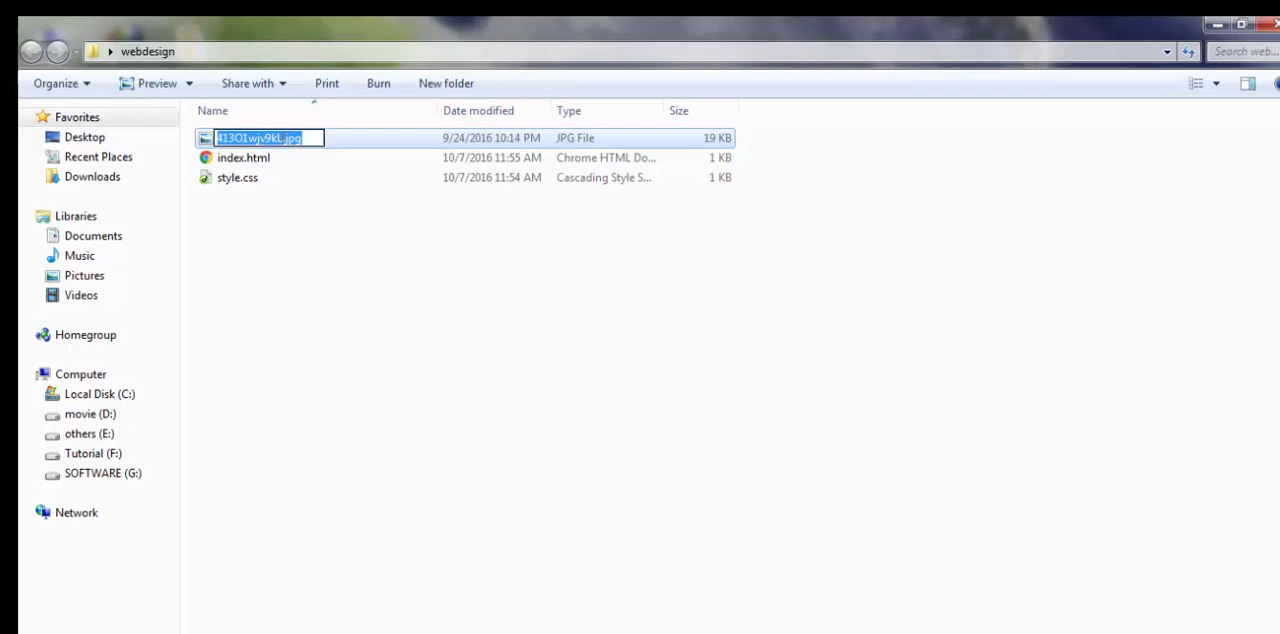 webdesign
Search web...
Organize Preview Share with Print Burn New folder
Name Date modified Type Size
Favorites
Desktop
Recent Places
Downloads
Libraries
Documents
Music
Pictures
Videos
Homegroup
Computer
Local Disk (C:)
movie (D:)
others (E:)
Tutorial (F:)
SOFTWARE (G:)
Network
413O1wjv9kL.jpg 9/24/2016 10:14 PM JPG File 19 KB
index.html 10/7/2016 11:55 AM Chrome HTML Do... 1 KB
style.css 10/7/2016 11:54 AM Cascading Style S... 1 KB